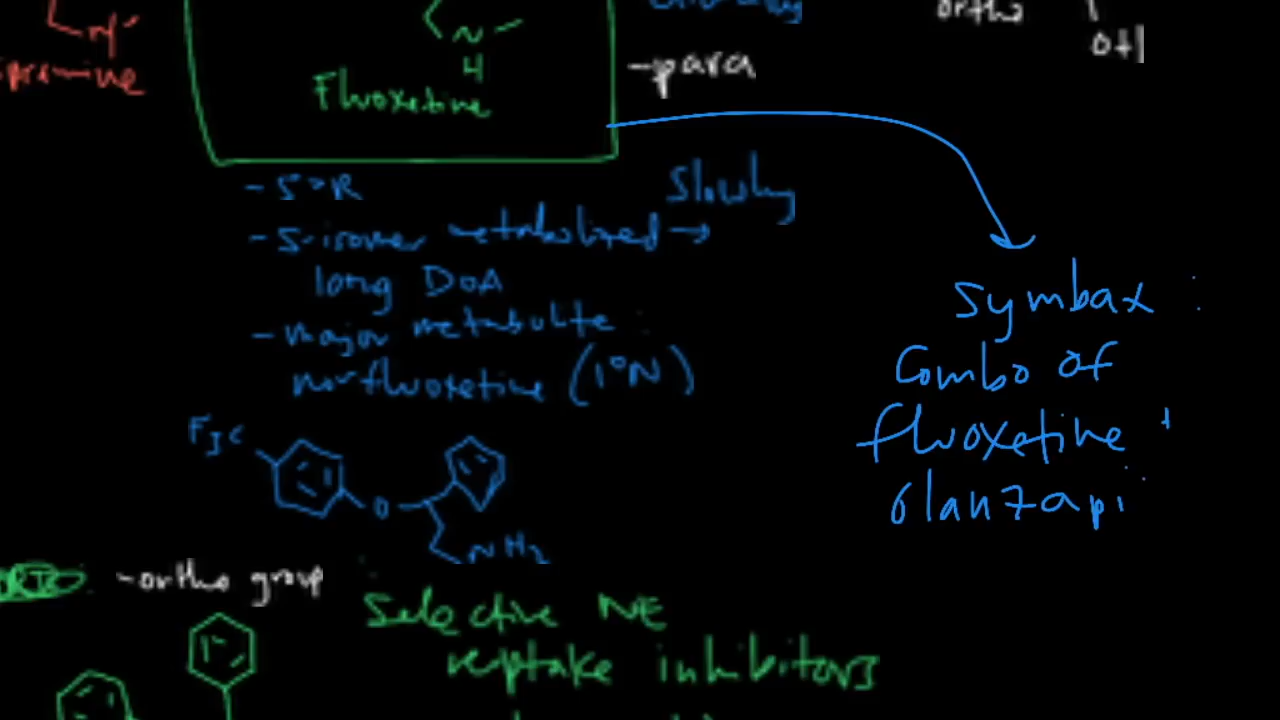 ortho
OH
N
H
N
Fluoxetine
-para
- S > R
Slowly
- S-isomer metabolized →
long DoA
- major metabolite
norfluoxetine (1°N)
Symbax :
Combo of
fluoxetine +
olanzapi
F3C
O
NH2
-ortho group
Selective NE
reptake inhibitors